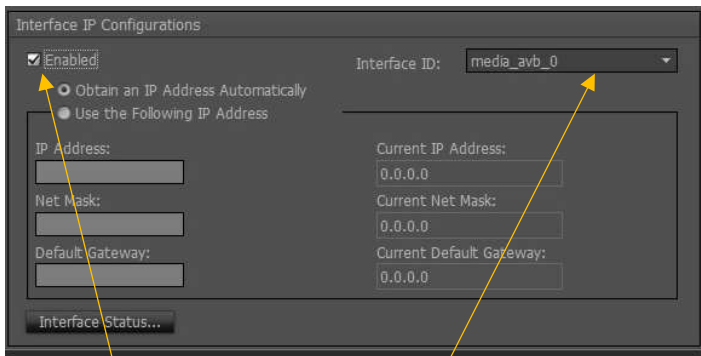 Interface IP Configurations
Enabled
Interface ID: media_avb_0
Obtain an IP Address Automatically
Use the Following IP Address
IP Address: Current IP Address:
0.0.0.0
Net Mask: Current Net Mask:
0.0.0.0
Default Gateway: Current Default Gateway:
0.0.0.0
Interface Status...